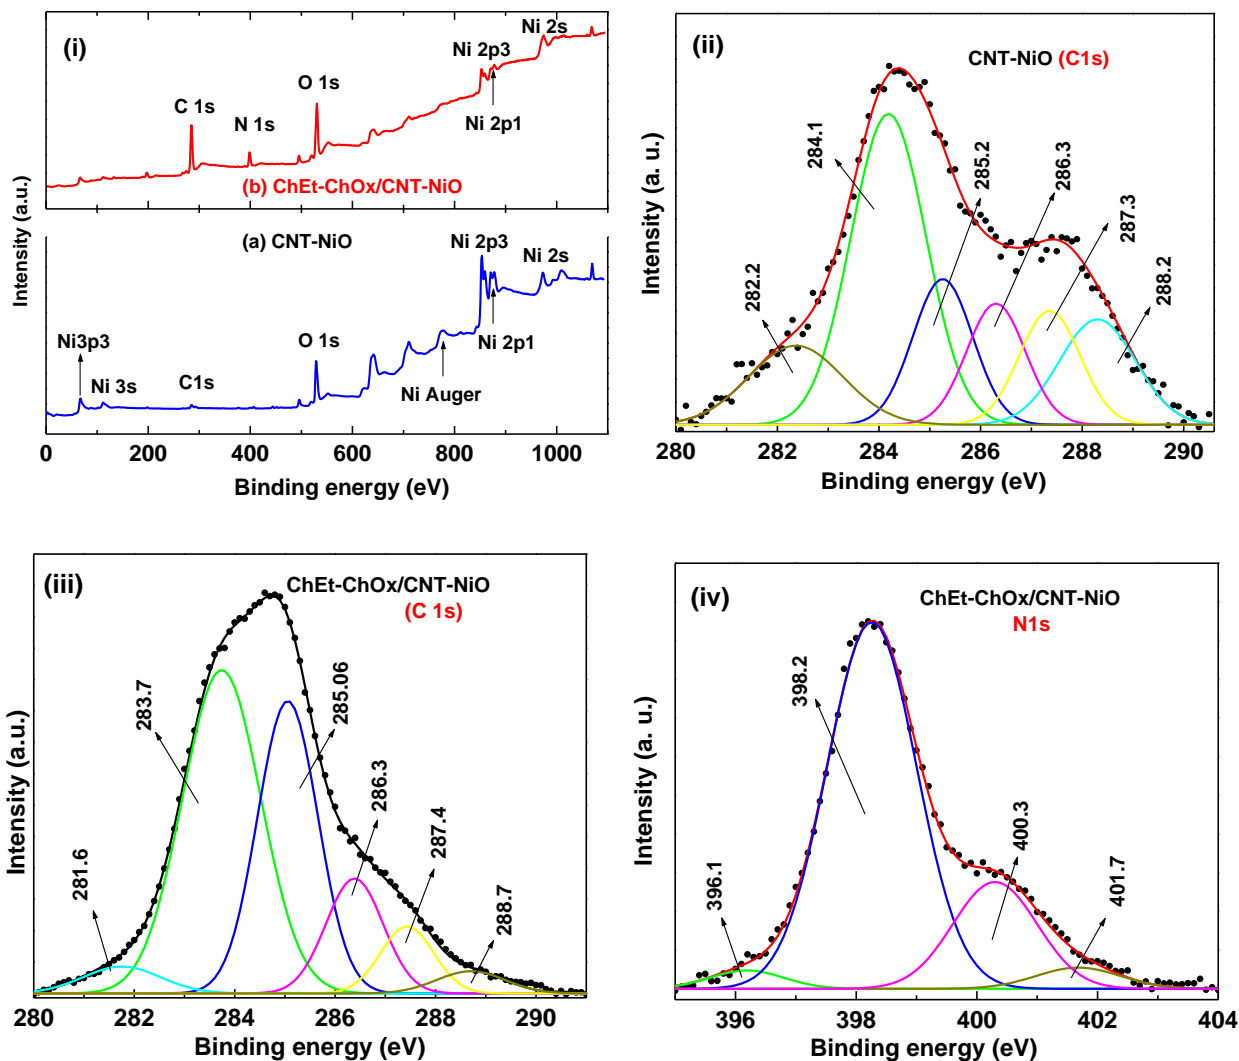 (i)
Ni 2s
Ni 2p3
C 1s
O 1s
N 1s
Ni 2p1
(b) ChEt-ChOx/CNT-NiO
(a) CNT-NiO
Ni 2p3
Ni 2s
Ni3p3
O 1s
Ni 2p1
Ni 3s
C1s
Ni Auger
Intensity (a.u.)
0 200 400 600 800 1000
Binding energy (eV)
(ii)
CNT-NiO (C1s)
284.1
285.2
286.3
287.3
282.2
288.2
Intensity (a. u.)
280 282 284 286 288 290
Binding energy (eV)
(iii)
ChEt-ChOx/CNT-NiO
(C 1s)
283.7
285.06
286.3
287.4
281.6
288.7
Intensity (a.u.)
280 282 284 286 288 290
Binding energy (eV)
(iv)
ChEt-ChOx/CNT-NiO
N1s
398.2
400.3
396.1
401.7
Intensity (a. u.)
396 398 400 402 404
Binding energy (eV)